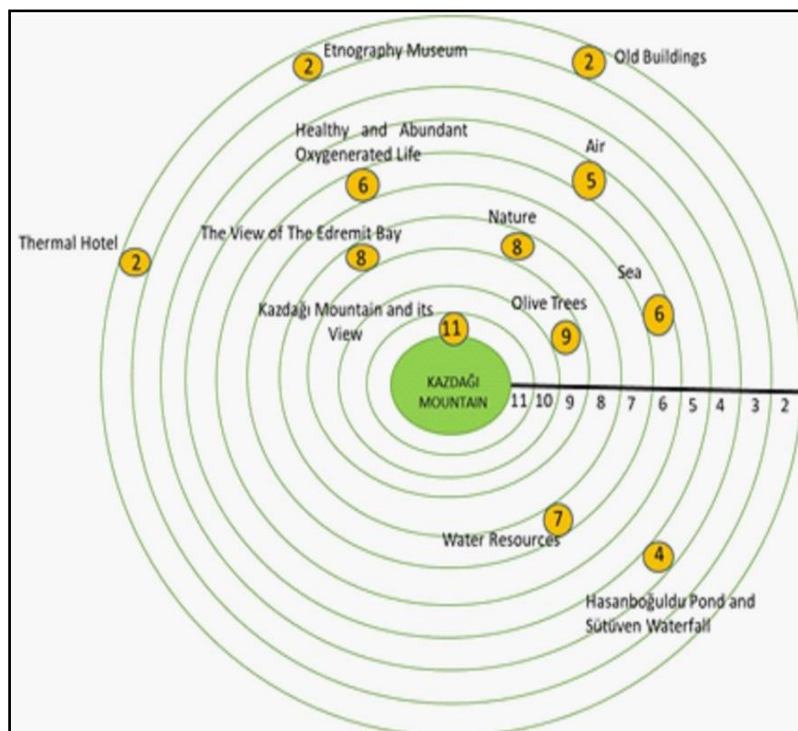 Etnography Museum
2
2
Old Buildings
Healthy and Abundant
Oxygenerated Life
6
Air
5
Thermal Hotel
2
The View of The Edremit Bay
8
Nature
8
Sea
6
Kazdağı Mountain and its
View
11
Olive Trees
9
KAZDAĞI
MOUNTAIN
11 10 9 8 7 6 5 4 3 2
7
Water Resources
4
Hasanboğuldu Pond and
Sütüven Waterfall